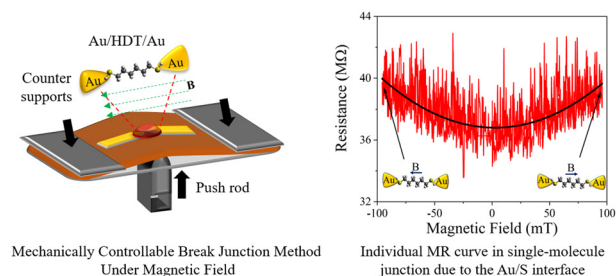 Au/HDT/Au
Au
Au
Counter
supports
B
Push rod
Mechanically Controllable Break Junction Method
Under Magnetic Field
Resistance (MΩ)
44
40
36
32
B
Au
Au
B
Au
Au
-100
-50
0
50
100
Magnetic Field (mT)
Individual MR curve in single-molecule
junction due to the Au/S interface